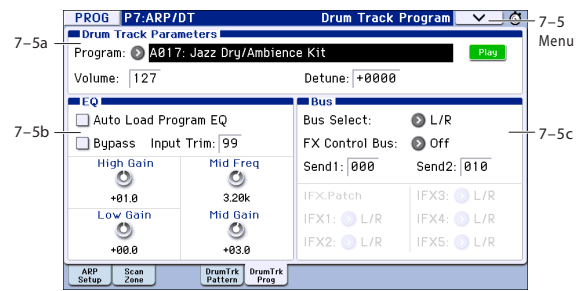 PROG P7:ARP/DT Drum Track Program
7–5
Menu
7–5a
Drum Track Parameters
Program: A017: Jazz Dry/Ambience Kit Play
Volume: 127 Detune: +0000
7–5b
EQ
Auto Load Program EQ
Bypass Input Trim: 99
High Gain Mid Freq
+01.0 3.20k
Low Gain Mid Gain
+00.0 +03.0
7–5c
Bus
Bus Select: L/R
FX Control Bus: Off
Send1: 000 Send2: 010
IFX.Patch IFX3: L/R
IFX1: L/R IFX4: L/R
IFX2: L/R IFX5: L/R
ARP Setup
Scan Zone
DrumTrk Pattern
DrumTrk Prog